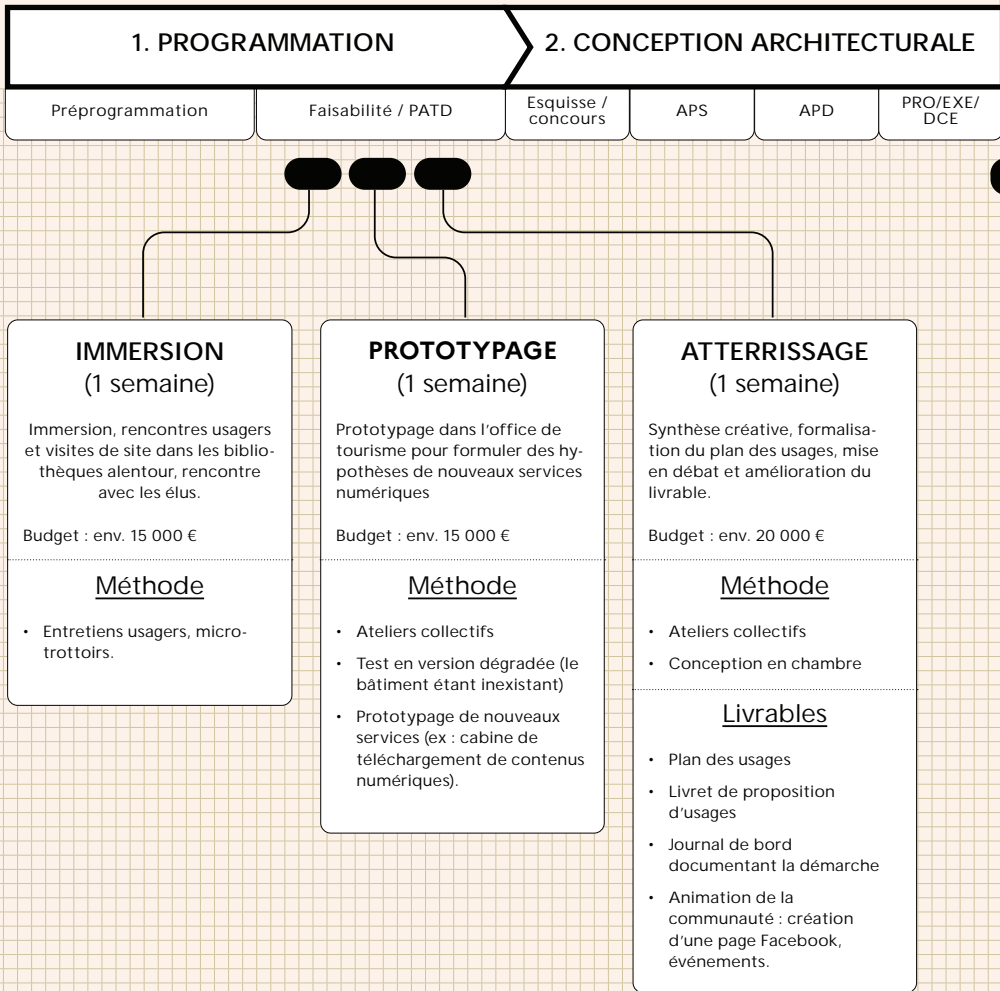 1. PROGRAMMATION
2. CONCEPTION ARCHITECTURALE
Préprogrammation
Faisabilité / PATD
Esquisse /
concours
APS
APD
PRO/EXE/
DCE
IMMERSION
(1 semaine)
Immersion, rencontres usagers
et visites de site dans les biblio-
thèques alentour, rencontre
avec les élus.
Budget : env. 15 000 €
Méthode
• Entretiens usagers, micro-
trottoirs.
PROTOTYPAGE
(1 semaine)
Prototypage dans l'office de
tourisme pour formuler des hy-
pothèses de nouveaux services
numériques
Budget : env. 15 000 €
Méthode
• Ateliers collectifs
• Test en version dégradée (le
bâtiment étant inexistant)
• Prototypage de nouveaux
services (ex : cabine de
téléchargement de contenus
numériques).
ATTERRISSAGE
(1 semaine)
Synthèse créative, formalisa-
tion du plan des usages, mise
en débat et amélioration du
livrable.
Budget : env. 20 000 €
Méthode
• Ateliers collectifs
• Conception en chambre
Livrables
• Plan des usages
• Livret de proposition
d'usages
• Journal de bord
documentant la démarche
• Animation de la
communauté : création
d'une page Facebook,
événements.